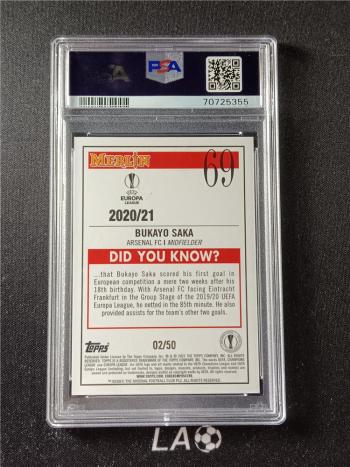 PSA
70725355
MERLIN
69
EUROPA
LEAGUE
2020/21
BUKAYO SAKA
ARSENAL FC | MIDFIELDER
DID YOU KNOW?
...that Bukayo Saka scored his first goal in
European competition a mere two weeks after his
18th birthday. With Arsenal FC facing Eintracht
Frankfurt in the Group Stage of the 2019/20 UEFA
Europa League, he netted in the 85th minute. He also
provided assists for the team's other two goals.
Topps
02/50
LA